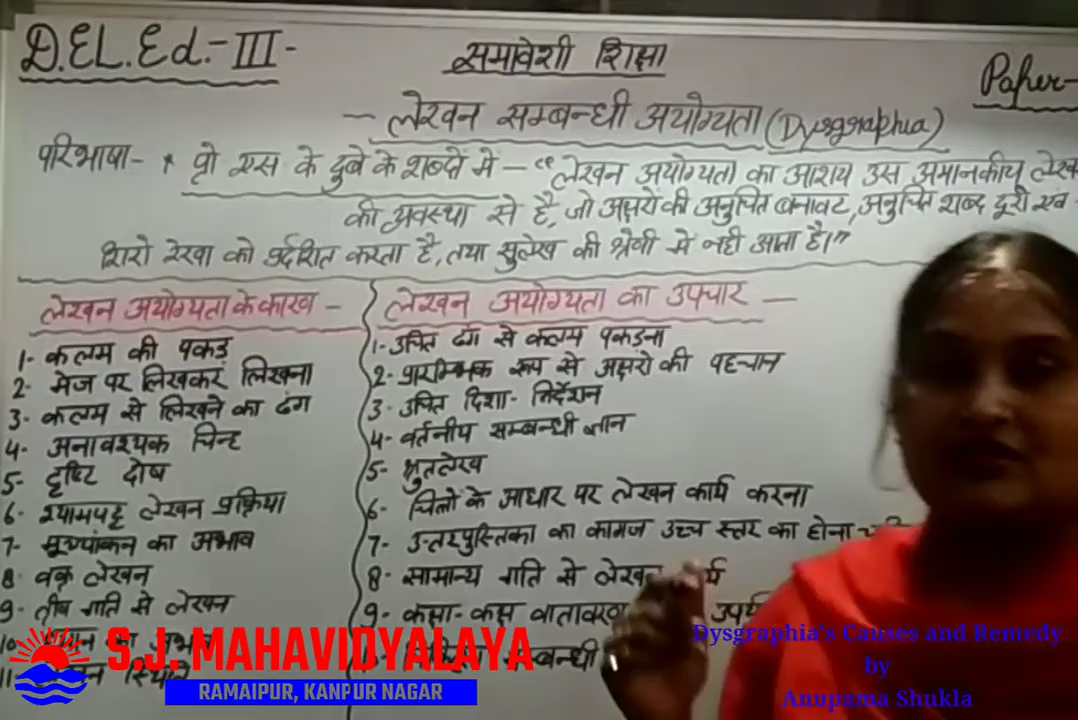 D.EL.Ed.-III-
समावेशी शिक्षा
Paper-
- लेखन सम्बन्धी अयोग्यता (Dysgraphia)
परिभाषा- * प्रो एस के दुबे के शब्दों में - "लेखन अयोग्यता का आशय उस अमानकीय
की अवस्था से है, जो अक्षरों की अनुचित बनावट, अनुचित शब्द दूरी एवं
शिरो रेखा को प्रर्दशित करता है, तथा सुलेख की श्रेणी में नही आता है।"
लेखन अयोग्यता के कारण -
1- कलम की पकड़
2- मेज पर लिखकर लिखना
3- कलम से लिखने का ढंग
4- अनावश्यक चिन्ह
5- दृष्टि दोष
6- श्यामपट्ट लेखन प्रक्रिया
7- मूल्यांकन का अभाव
8- वक्र लेखन
9- तीव्र गति से लेखन
10-
11-
लेखन अयोग्यता का उपचार -
1- उचित ढंग से कलम पकड़ना
2- प्रारम्भिक रूप से अक्षरों की पहचान
3- उचित दिशा- निर्देशन
4- वर्तनीय सम्बन्धी ज्ञान
5- श्रुतलेख
6- चित्रों के आधार पर लेखन कार्य करना
7- उत्तरपुस्तिका का कागज उच्च स्तर का होना
8- सामान्य गति से लेखन
9- कक्षा-कक्ष
S.J. MAHAVIDYALAYA
RAMAIPUR, KANPUR NAGAR
Dysgraphia's Causes and Remedy
by
Anupama Shukla